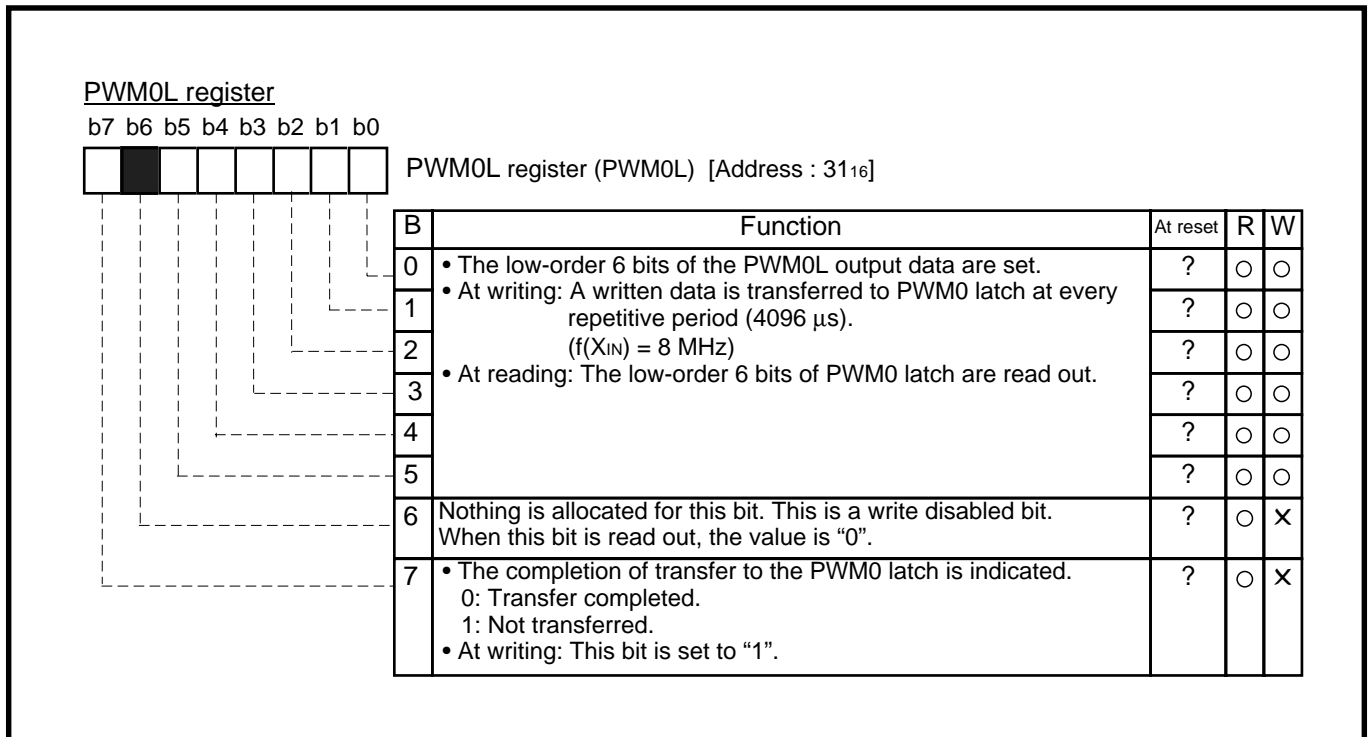 PWM0L register
b7 b6 b5 b4 b3 b2 b1 b0
PWM0L register (PWM0L) [Address : 31₁₆]
B Function At reset R W
0 • The low-order 6 bits of the PWM0L output data are set. ? ○ ○
• At writing: A written data is transferred to PWM0 latch at every
1 repetitive period (4096 μs). ? ○ ○
2 (f(XIN) = 8 MHz) ? ○ ○
• At reading: The low-order 6 bits of PWM0 latch are read out.
3 ? ○ ○
4 ? ○ ○
5 ? ○ ○
6 Nothing is allocated for this bit. This is a write disabled bit. ? ○ ×
When this bit is read out, the value is “0”.
7 • The completion of transfer to the PWM0 latch is indicated. ? ○ ×
0: Transfer completed.
1: Not transferred.
• At writing: This bit is set to “1”.